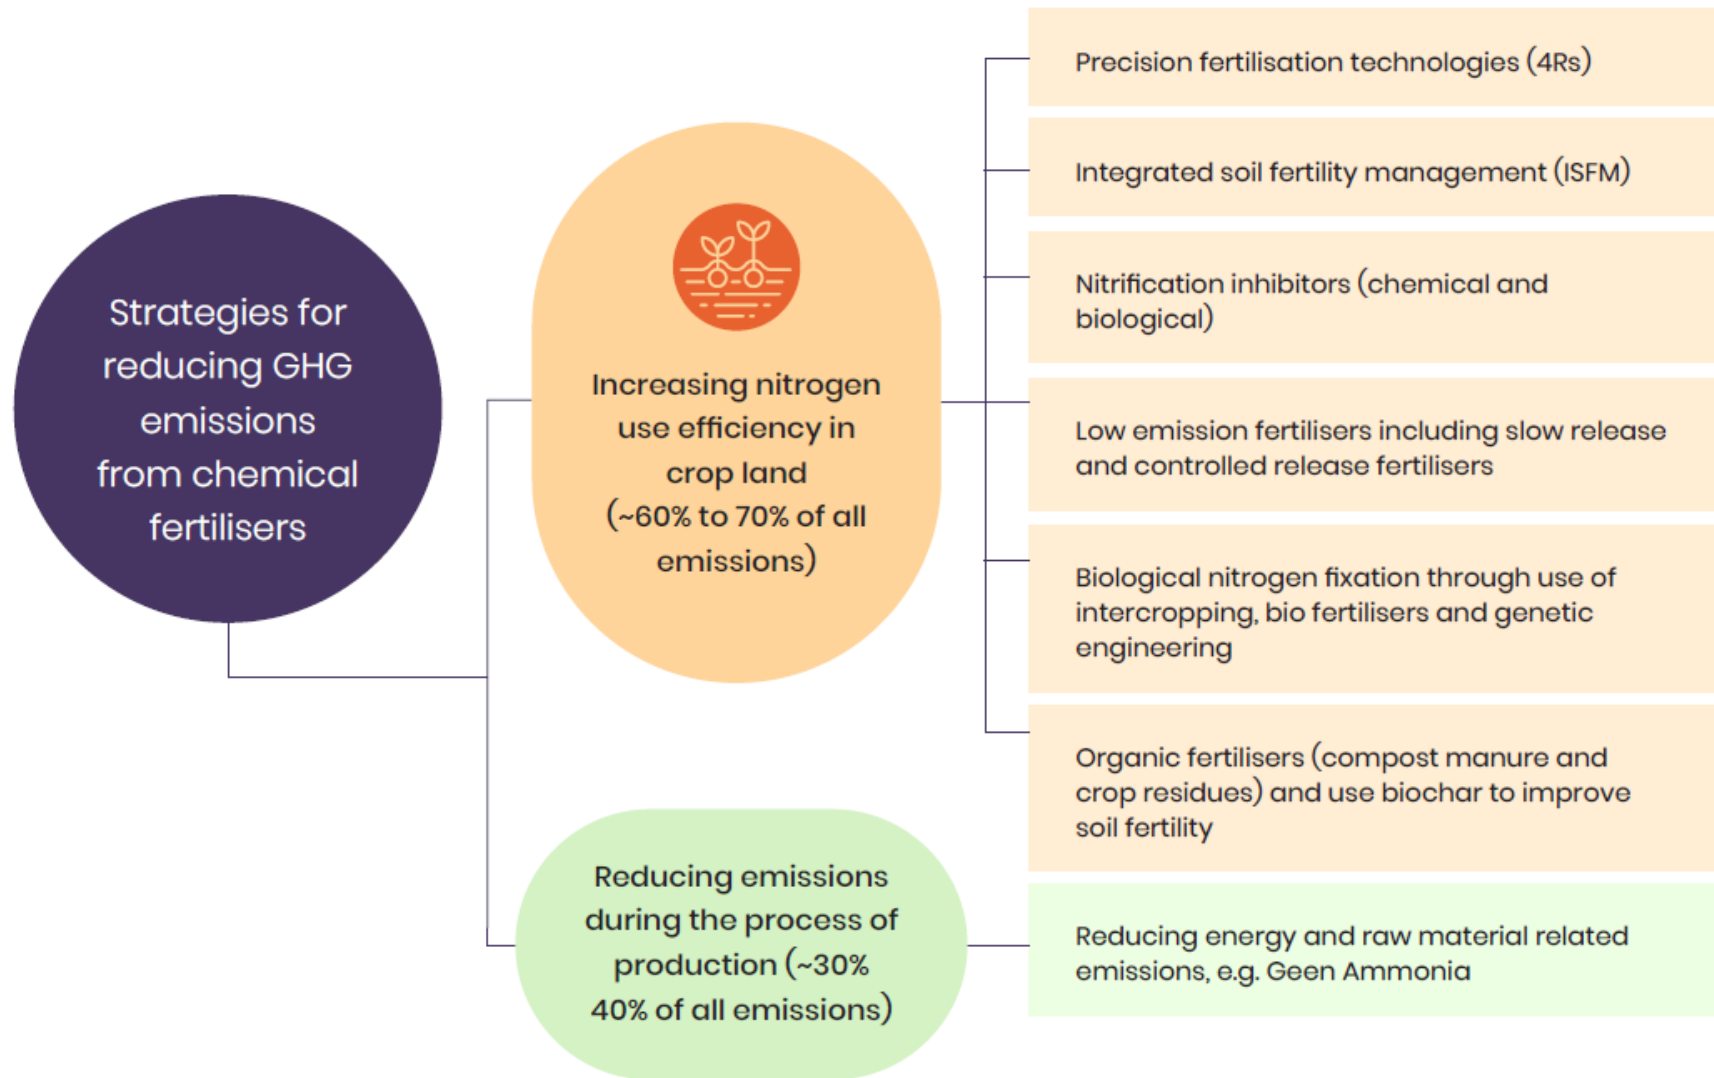 Strategies for
reducing GHG
emissions
from chemical
fertilisers
Increasing nitrogen
use efficiency in
crop land
(~60% to 70% of all
emissions)
Precision fertilisation technologies (4Rs)
Integrated soil fertility management (ISFM)
Nitrification inhibitors (chemical and
biological)
Low emission fertilisers including slow release
and controlled release fertilisers
Biological nitrogen fixation through use of
intercropping, bio fertilisers and genetic
engineering
Organic fertilisers (compost manure and
crop residues) and use biochar to improve
soil fertility
Reducing emissions
during the process of
production (~30%
40% of all emissions)
Reducing energy and raw material related
emissions, e.g. Geen Ammonia